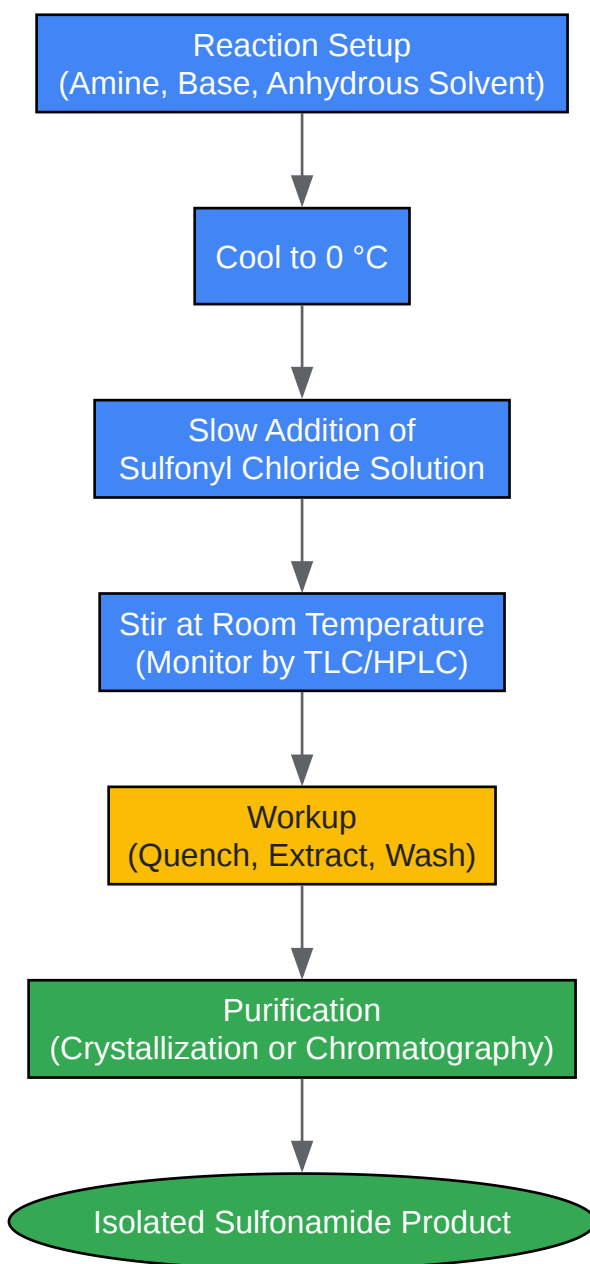 Reaction Setup
(Amine, Base, Anhydrous Solvent)
Cool to 0 °C
Slow Addition of
Sulfonyl Chloride Solution
Stir at Room Temperature
(Monitor by TLC/HPLC)
Workup
(Quench, Extract, Wash)
Purification
(Crystallization or Chromatography)
Isolated Sulfonamide Product